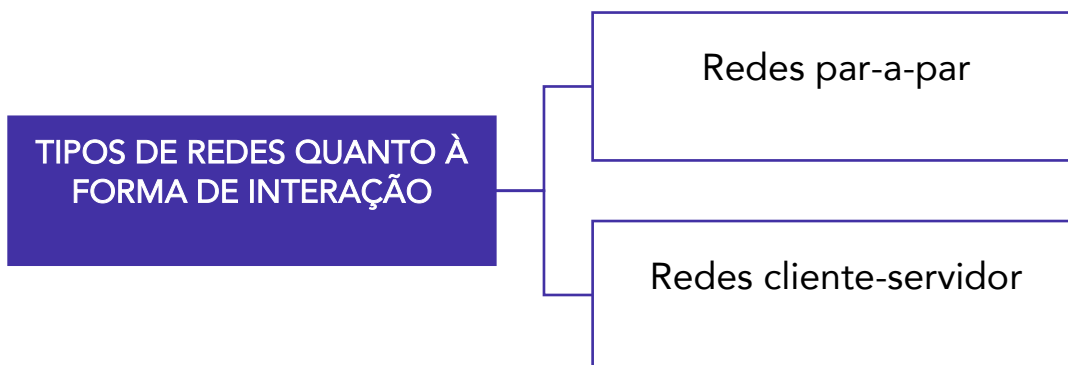 TIPOS DE REDES QUANTO À
FORMA DE INTERAÇÃO
Redes par-a-par
Redes cliente-servidor